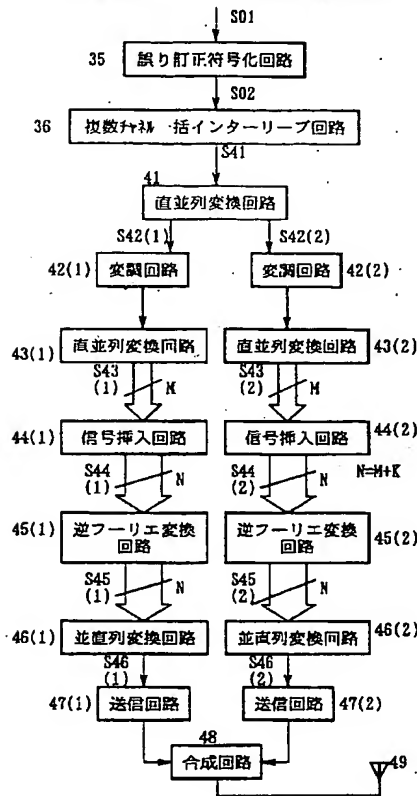 S01
35 誤り訂正符号化回路
S02
36 複数チャネル一括インターリーブ回路
S41
41
直並列変換回路
S42(1) S42(2)
42(1) 変調回路 変調回路 42(2)
43(1) 直並列変換回路 直並列変換回路 43(2)
S43 (1) M S43 (2) M
44(1) 信号挿入回路 信号挿入回路 44(2)
S44 (1) N S44 (2) N N=M+K
45(1) 逆フーリエ変換回路 逆フーリエ変換回路 45(2)
S45 (1) N S45 (2) N
46(1) 並直列変換回路 並直列変換回路 46(2)
S46 (1) S46 (2)
47(1) 送信回路 送信回路 47(2)
48
合成回路
49